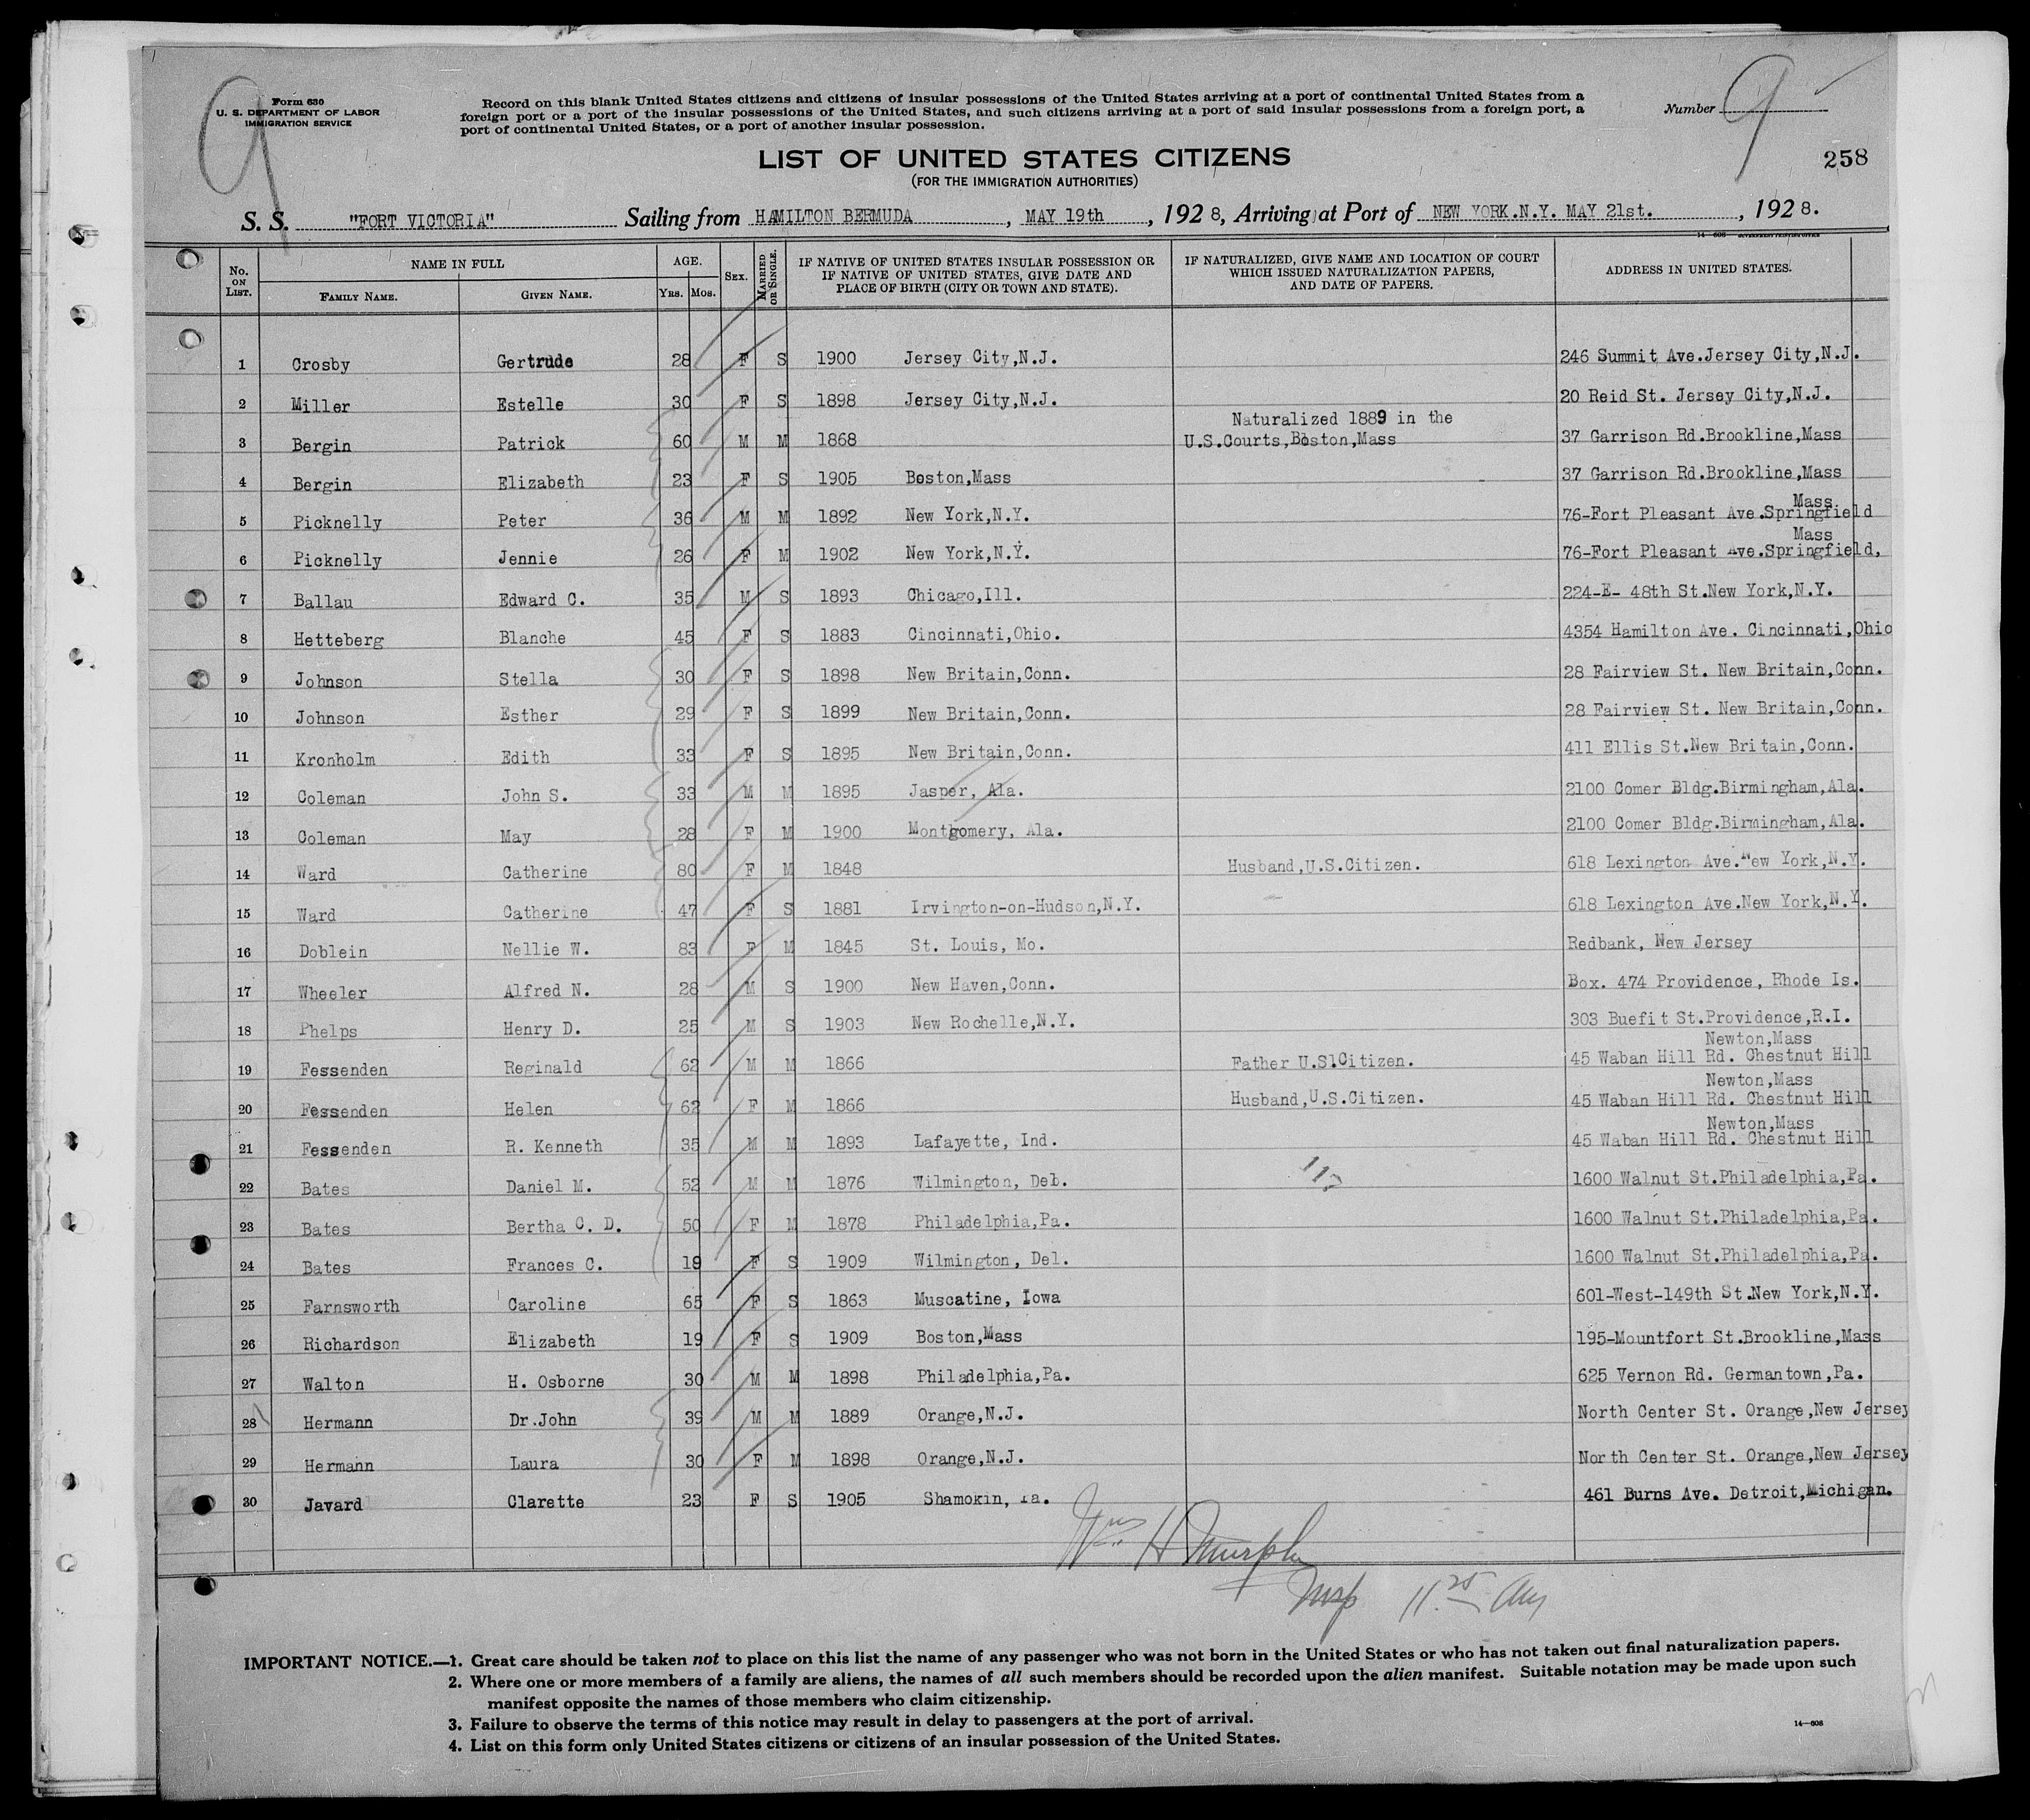 9
Form 630
U. S. DEPARTMENT OF LABOR
IMMIGRATION SERVICE
Record on this blank United States citizens and citizens of insular possessions of the United States arriving at a port of continental United States from a
foreign port or a port of the insular possessions of the United States, and such citizens arriving at a port of said insular possessions from a foreign port, a
port of continental United States, or a port of another insular possession.
Number 9
258
LIST OF UNITED STATES CITIZENS
(FOR THE IMMIGRATION AUTHORITIES)
S. S. "FORT VICTORIA" Sailing from HAMILTON BERMUDA, MAY 19th, 1928, Arriving at Port of NEW YORK.N.Y. MAY 21st., 1928.
No. ON LIST. NAME IN FULL FAMILY NAME. GIVEN NAME. AGE. Yrs. Mos. SEX. MARRIED OR SINGLE. IF NATIVE OF UNITED STATES INSULAR POSSESSION OR IF NATIVE OF UNITED STATES, GIVE DATE AND PLACE OF BIRTH (CITY OR TOWN AND STATE). IF NATURALIZED, GIVE NAME AND LOCATION OF COURT WHICH ISSUED NATURALIZATION PAPERS, AND DATE OF PAPERS. ADDRESS IN UNITED STATES.
1 Crosby Gertrude 28 F S 1900 Jersey City,N.J. 246 Summit Ave.Jersey City,N.J.
2 Miller Estelle 30 F S 1898 Jersey City,N.J. 20 Reid St. Jersey City,N.J.
Naturalized 1889 in the
3 Bergin Patrick 60 M M 1868 U.S.Courts,Boston,Mass 37 Garrison Rd.Brookline,Mass
4 Bergin Elizabeth 23 F S 1905 Boston,Mass 37 Garrison Rd.Brookline,Mass
Mass
5 Picknelly Peter 36 M M 1892 New York,N.Y. 76-Fort Pleasant Ave.Springfield
Mass
6 Picknelly Jennie 26 F M 1902 New York,N.Y. 76-Fort Pleasant Ave.Springfield,
7 Ballau Edward C. 35 M S 1893 Chicago,Ill. 224-E- 48th St.New York,N.Y.
8 Hetteberg Blanche 45 F S 1883 Cincinnati,Ohio. 4354 Hamilton Ave. Cincinnati,Ohio
9 Johnson Stella 30 F S 1898 New Britain,Conn. 28 Fairview St. New Britain,Conn.
10 Johnson Esther 29 F S 1899 New Britain,Conn. 28 Fairview St. New Britain,Conn.
11 Kronholm Edith 33 F S 1895 New Britain,Conn. 411 Ellis St.New Britain,Conn.
12 Coleman John S. 33 M M 1895 Jasper, Ala. 2100 Comer Bldg.Birmingham,Ala.
13 Coleman May 28 F M 1900 Montgomery, Ala. 2100 Comer Bldg.Birmingham,Ala.
14 Ward Catherine 80 F M 1848 Husband,U.S.Citizen. 618 Lexington Ave.New York,N.Y.
15 Ward Catherine 47 F S 1881 Irvington-on-Hudson,N.Y. 618 Lexington Ave.New York,N.Y.
16 Doblein Nellie W. 83 F M 1845 St. Louis, Mo. Redbank, New Jersey
17 Wheeler Alfred N. 28 M S 1900 New Haven,Conn. Box. 474 Providence, Rhode Is.
18 Phelps Henry D. 25 M S 1903 New Rochelle,N.Y. 303 Buefit St.Providence,R.I.
Newton,Mass
19 Fessenden Reginald 62 M M 1866 Father U.S.Citizen. 45 Waban Hill Rd. Chestnut Hill
Newton,Mass
20 Fessenden Helen 62 F M 1866 Husband,U.S.Citizen. 45 Waban Hill Rd. Chestnut Hill
Newton,Mass
21 Fessenden R. Kenneth 35 M M 1893 Lafayette, Ind. 45 Waban Hill Rd. Chestnut Hill
22 Bates Daniel M. 52 M M 1876 Wilmington, Del. 1600 Walnut St.Philadelphia,Pa.
23 Bates Bertha C. D. 50 F M 1878 Philadelphia,Pa. 1600 Walnut St.Philadelphia,Pa.
24 Bates Frances C. 19 F S 1909 Wilmington, Del. 1600 Walnut St.Philadelphia,Pa.
25 Farnsworth Caroline 65 F S 1863 Muscatine, Iowa 601-West-149th St.New York,N.Y.
26 Richardson Elizabeth 19 F S 1909 Boston,Mass 195-Mountfort St.Brookline,Mass
27 Walton H. Osborne 30 M M 1898 Philadelphia,Pa. 625 Vernon Rd. Germantown,Pa.
28 Hermann Dr.John 39 M M 1889 Orange,N.J. North Center St. Orange,New Jersey
29 Hermann Laura 30 F M 1898 Orange,N.J. North Center St. Orange,New Jersey
30 Javard Clarette 23 F S 1905 Shamokin, Pa. 461 Burns Ave. Detroit,Michigan.
Wm H Murphy
Insp 11.25 Am
IMPORTANT NOTICE.—1. Great care should be taken not to place on this list the name of any passenger who was not born in the United States or who has not taken out final naturalization papers.
2. Where one or more members of a family are aliens, the names of all such members should be recorded upon the alien manifest. Suitable notation may be made upon such
manifest opposite the names of those members who claim citizenship.
3. Failure to observe the terms of this notice may result in delay to passengers at the port of arrival.
14—608
4. List on this form only United States citizens or citizens of an insular possession of the United States.